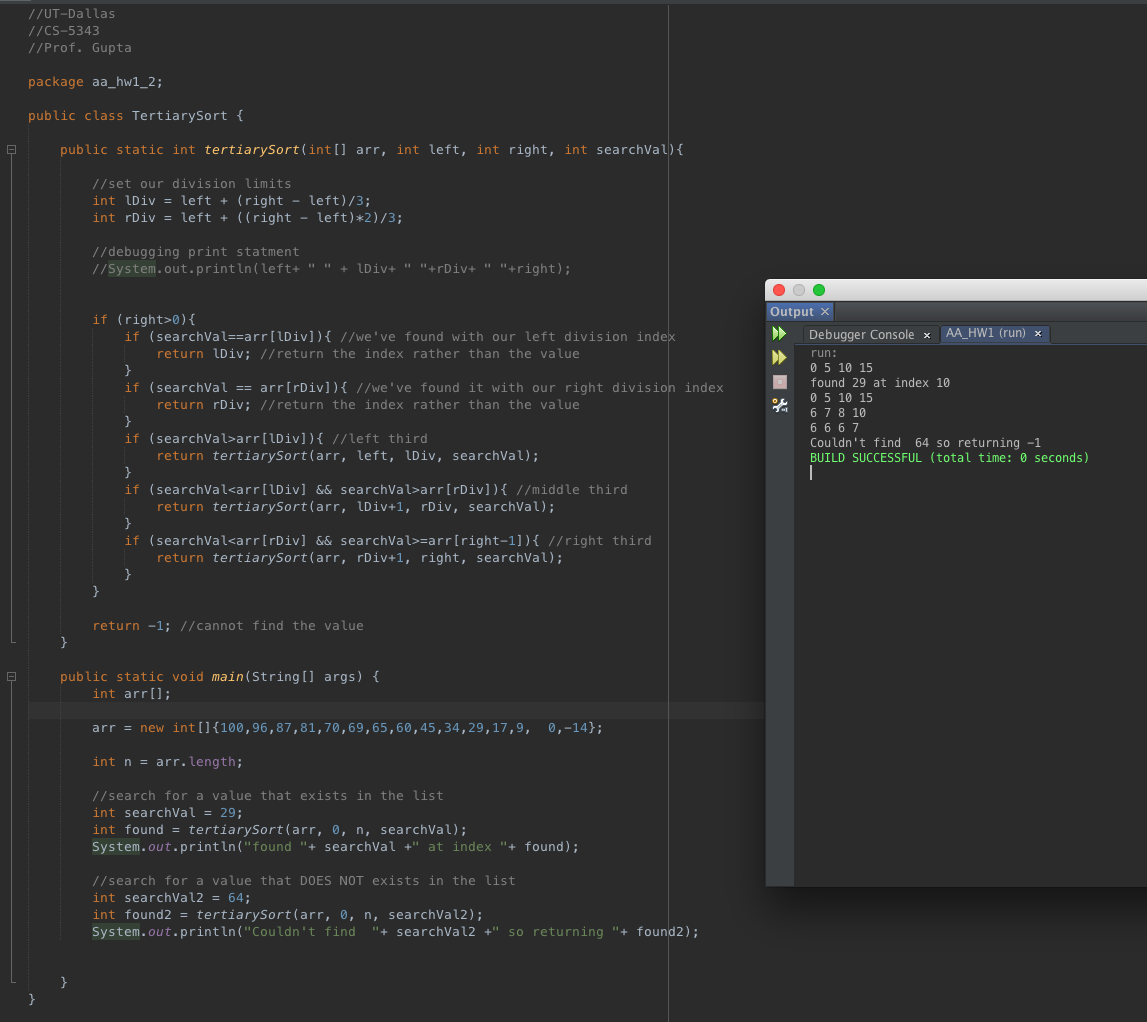 //UT-Dallas
//CS-5343
//Prof. Gupta
package aa_hw1_2;
public class TertiarySort {
public static int tertiarySort(int[] arr, int left, int right, int searchVal){
//set our division limits
int lDiv = left + (right - left)/3;
int rDiv = left + ((right - left)*2)/3;
//debugging print statment
//System.out.println(left+ " " + lDiv+ " "+rDiv+ " "+right);
if (right>0){
if (searchVal==arr[lDiv]){ //we've found with our left division index
return lDiv; //return the index rather than the value
}
if (searchVal == arr[rDiv]){ //we've found it with our right division index
return rDiv; //return the index rather than the value
}
if (searchVal>arr[lDiv]){ //left third
return tertiarySort(arr, left, lDiv, searchVal);
}
if (searchVal<arr[lDiv] && searchVal>arr[rDiv]){ //middle third
return tertiarySort(arr, lDiv+1, rDiv, searchVal);
}
if (searchVal<arr[rDiv] && searchVal>=arr[right-1]){ //right third
return tertiarySort(arr, rDiv+1, right, searchVal);
}
}
return -1; //cannot find the value
}
public static void main(String[] args) {
int arr[];
arr = new int[]{100,96,87,81,70,69,65,60,45,34,29,17,9,  0,-14};
int n = arr.length;
//search for a value that exists in the list
int searchVal = 29;
int found = tertiarySort(arr, 0, n, searchVal);
System.out.println("found "+ searchVal +" at index "+ found);
//search for a value that DOES NOT exists in the list
int searchVal2 = 64;
int found2 = tertiarySort(arr, 0, n, searchVal2);
System.out.println("Couldn't find  "+ searchVal2 +" so returning "+ found2);
}
}
Output
Debugger Console
AA_HW1 (run)
run:
0 5 10 15
found 29 at index 10
0 5 10 15
6 7 8 10
6 6 6 7
Couldn't find  64 so returning -1
BUILD SUCCESSFUL (total time: 0 seconds)